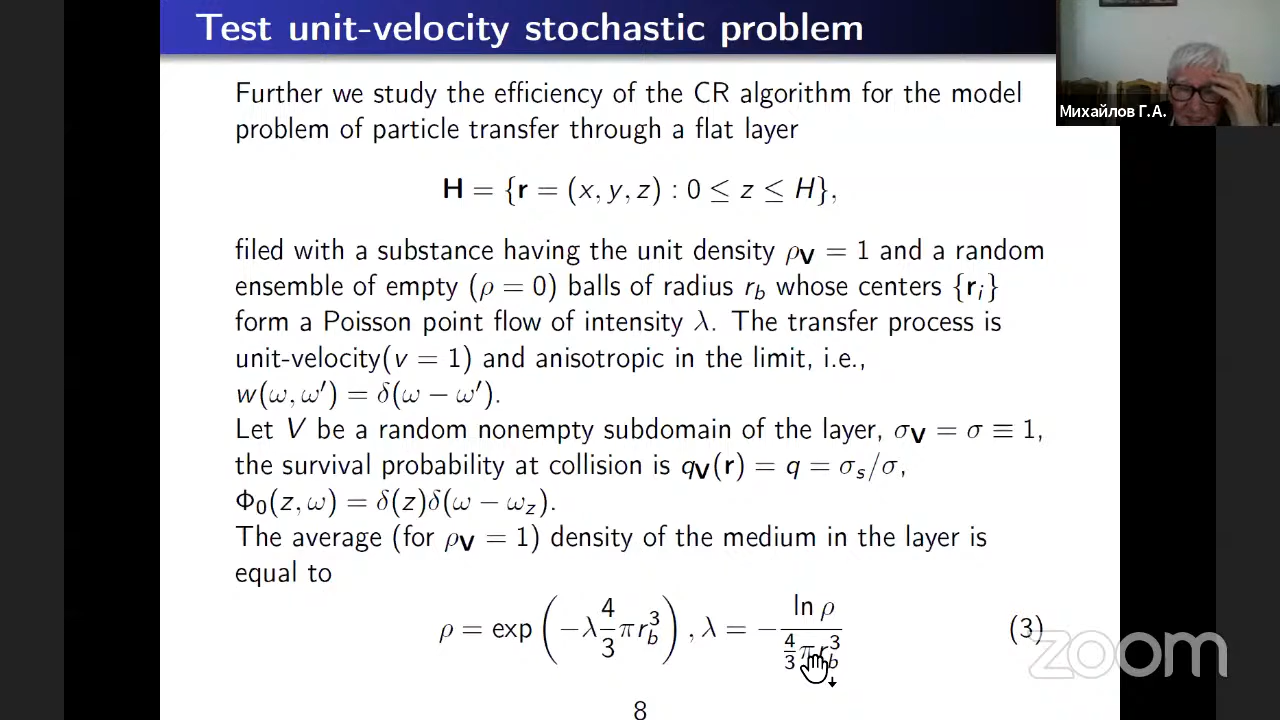 Test unit-velocity stochastic problem
Further we study the efficiency of the CR algorithm for the model
problem of particle transfer through a flat layer
H = {r = (x, y, z) : 0 ≤ z ≤ H},
filed with a substance having the unit density ρ_V = 1 and a random
ensemble of empty (ρ = 0) balls of radius r_b whose centers {r_i}
form a Poisson point flow of intensity λ. The transfer process is
unit-velocity(v = 1) and anisotropic in the limit, i.e.,
w(ω, ω′) = δ(ω − ω′).
Let V be a random nonempty subdomain of the layer, σ_V = σ ≡ 1,
the survival probability at collision is q_V(r) = q = σ_s/σ,
Φ_0(z, ω) = δ(z)δ(ω − ω_z).
The average (for ρ_V = 1) density of the medium in the layer is
equal to
ρ = exp(−λ 4/3 πr_b^3), λ = − ln ρ / (4/3 πr_b^3) (3)
8
Михайлов Г.А.
zoom